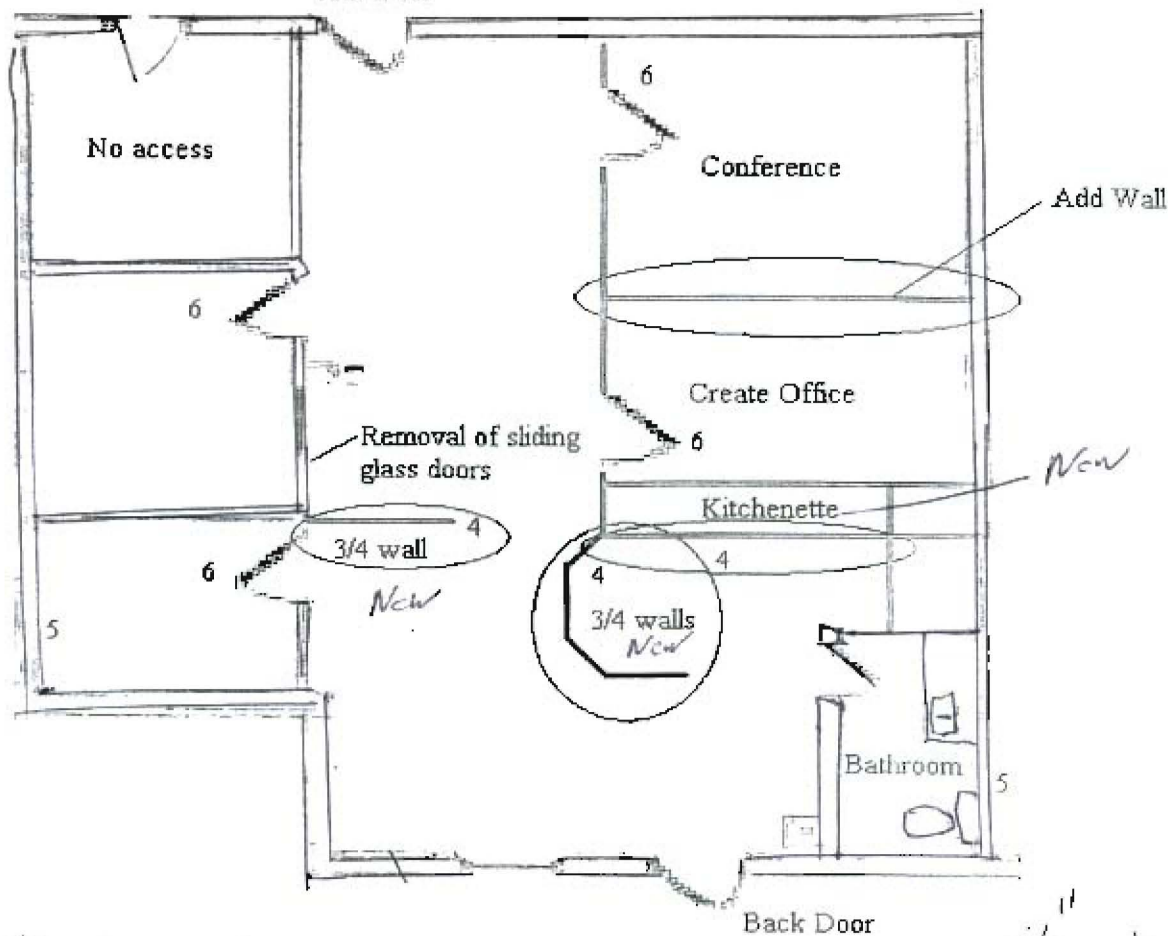 6
No access
Conference
Add Wall
6
Create Office
6
Removal of sliding
glass doors
New
Kitchenette
4
3/4 wall
4
6
New
4
3/4 walls
New
5
Bathroom
5
Back Door